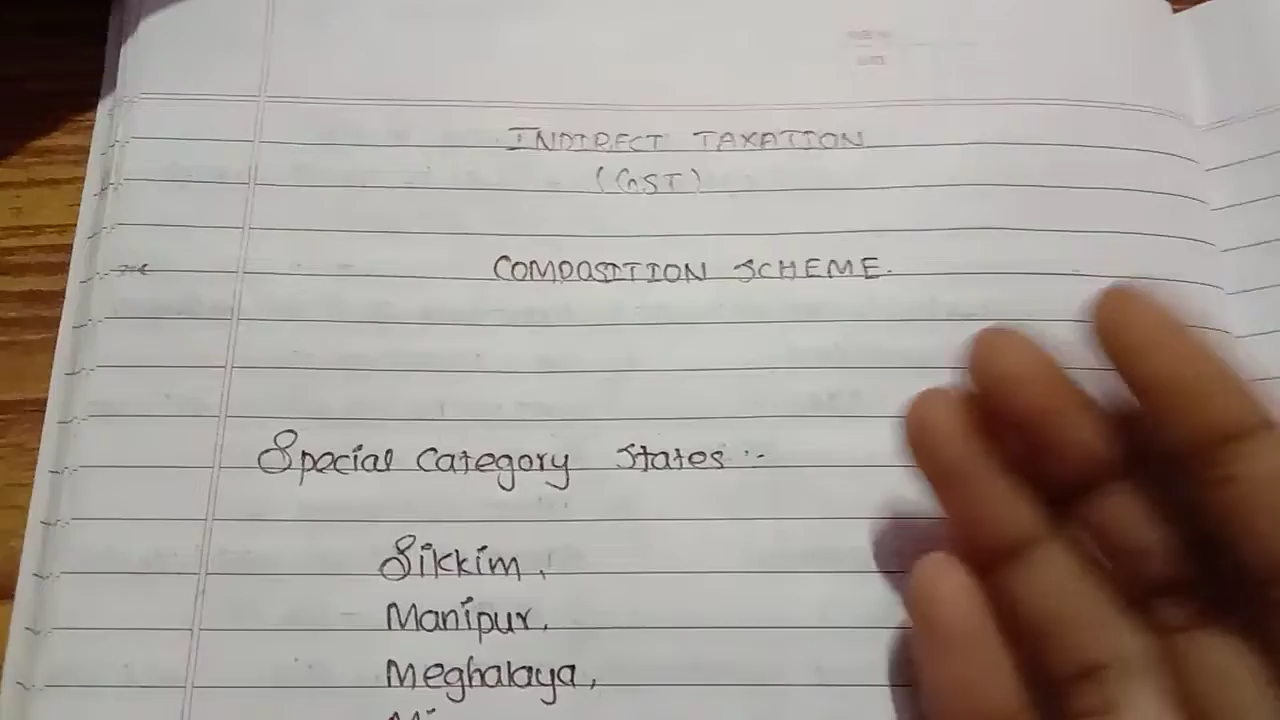 INDIRECT TAXATION
(GST)
COMPOSITION SCHEME.
Special Category States :-
Sikkim,
Manipur,
Meghalaya,